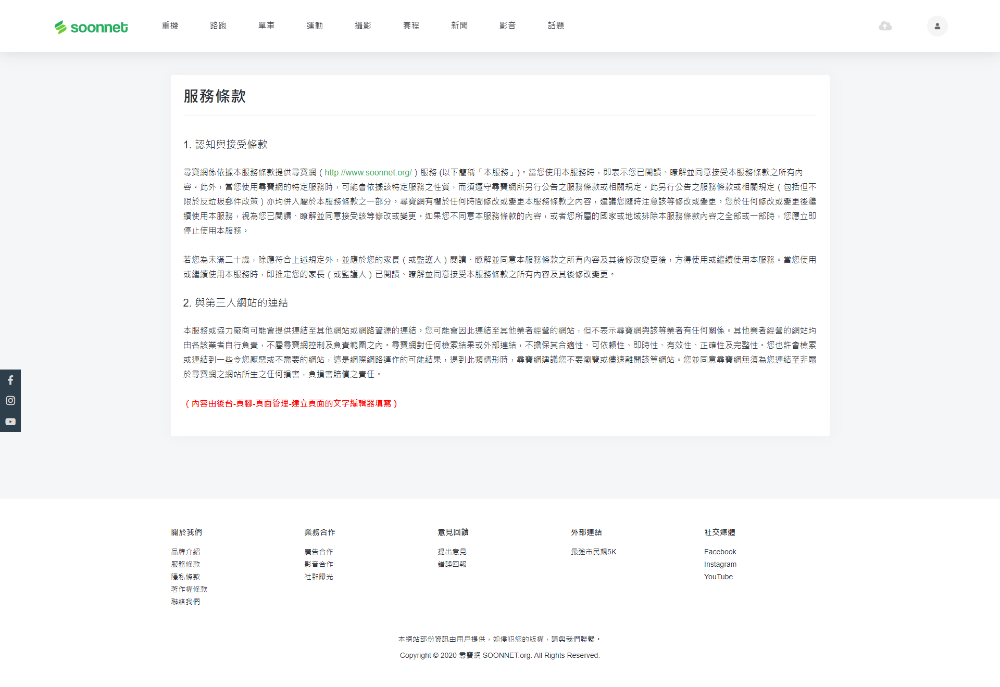 soonnet
重機 路跑 單車 運動 攝影 賽程 新聞 影音 話題
服務條款
1. 認知與接受條款
尋寶網係依據本服務條款提供尋寶網 ( http://www.soonnet.org/ ) 服務 (以下簡稱「本服務」)。當您使用本服務時，即表示您已閱讀、瞭解並同意接受本服務條款之所有內
容。此外，當您使用尋寶網的特定服務時，可能會依據該特定服務之性質，而須遵守尋寶網所另行公告之服務條款或相關規定。此另行公告之服務條款或相關規定 ( 包括但不
限於反垃圾郵件政策 ) 亦均併入屬於本服務條款之一部分。尋寶網有權於任何時間修改或變更本服務條款之內容，建議您隨時注意該等修改或變更。您於任何修改或變更後繼
續使用本服務，視為您已閱讀、瞭解並同意接受該等修改或變更。如果您不同意本服務條款的內容，或者您所屬的國家或地域排除本服務條款內容之全部或一部時，您應立即
停止使用本服務。
若您為未滿二十歲，除應符合上述規定外，並應於您的家長 ( 或監護人 ) 閱讀、瞭解並同意本服務條款之所有內容及其後修改變更後，方得使用或繼續使用本服務。當您使用
或繼續使用本服務時，即推定您的家長 ( 或監護人 ) 已閱讀、瞭解並同意接受本服務條款之所有內容及其後修改變更。
2. 與第三人網站的連結
本服務或協力廠商可能會提供連結至其他網站或網路資源的連結。您可能會因此連結至其他業者經營的網站，但不表示尋寶網與該等業者有任何關係。其他業者經營的網站均
由各該業者自行負責，不屬尋寶網控制及負責範圍之內。尋寶網對任何檢索結果或外部連結，不擔保其合適性、可依賴性、即時性、有效性、正確性及完整性。您也許會檢索
或連結到一些令您厭惡或不需要的網站，這是網際網路運作的可能結果，遇到此類情形時，尋寶網建議您不要瀏覽或儘速離開該等網站。您並同意尋寶網無須為您連結至非屬
於尋寶網之網站所生之任何損害，負損害賠償之責任。
( 內容由後台-頁腳-頁面管理-建立頁面的文字編輯器填寫 )
關於我們
品牌介紹
服務條款
隱私條款
著作權條款
聯絡我們
業務合作
廣告合作
影音合作
社群曝光
意見回饋
提出意見
錯誤回報
外部連結
最強市民飆5K
社交媒體
Facebook
Instagram
YouTube
本網站部份資訊由用戶提供，如侵犯您的版權，請與我們聯繫。
Copyright © 2020 尋寶網 SOONNET.org. All Rights Reserved.